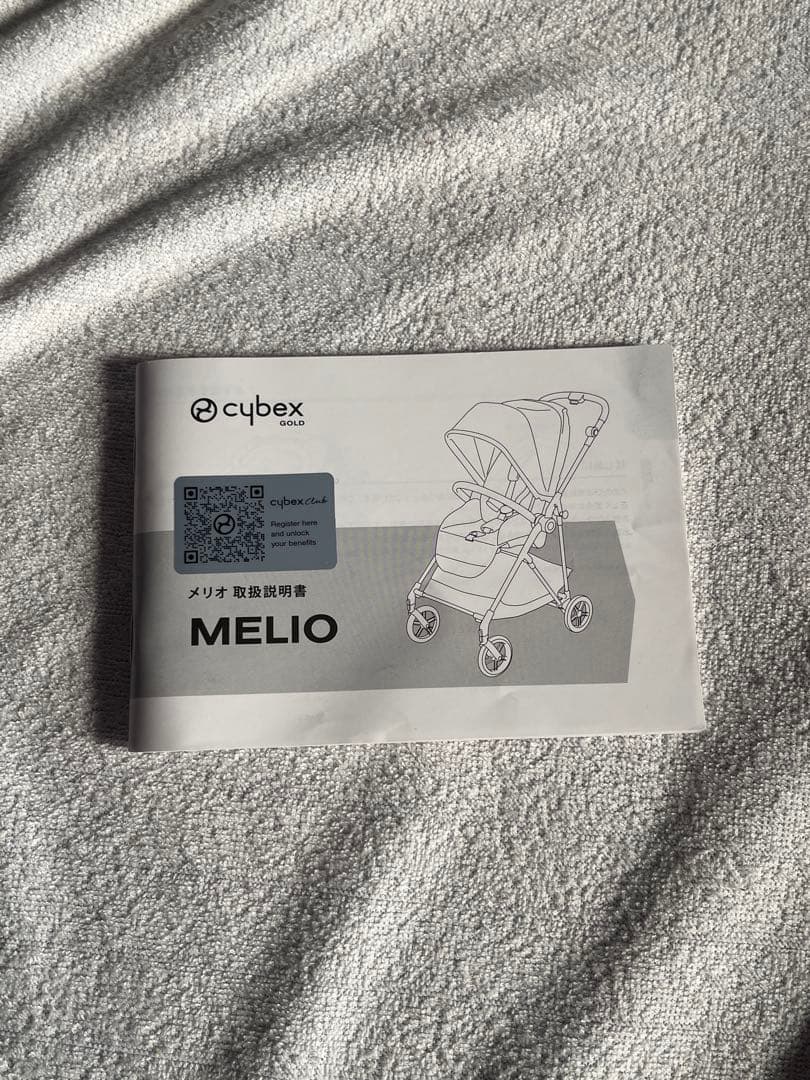 cybex
GOLD
cybex Club
Register here
and unlock
your benefits
メリオ 取扱説明書
MELIO